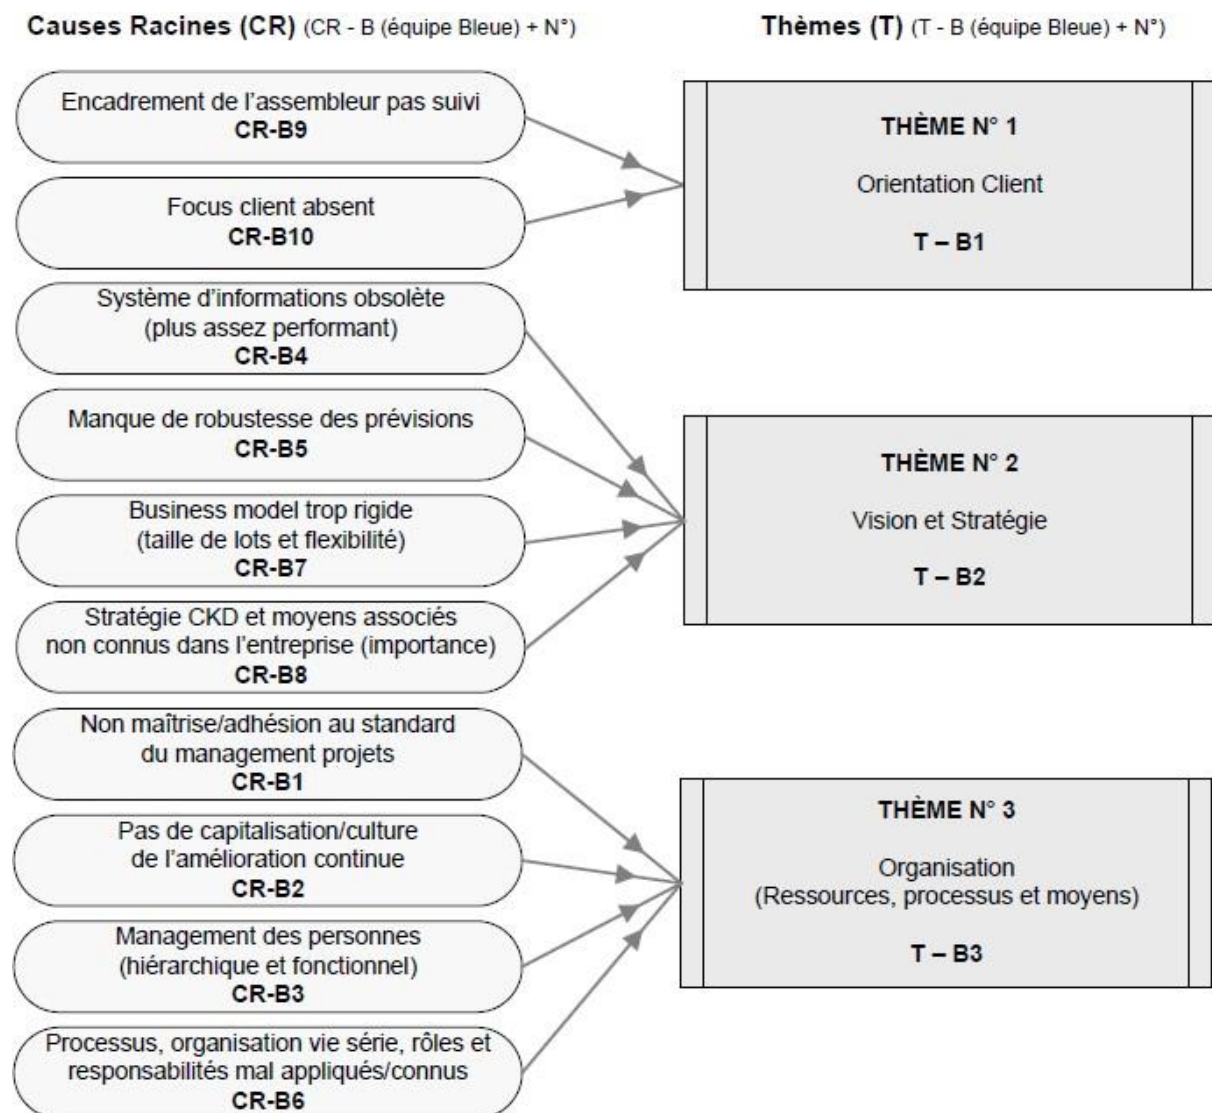 Causes Racines (CR) (CR - B (équipe Bleue) + N°)
Thèmes (T) (T - B (équipe Bleue) + N°)
Encadrement de l'assembleur pas suivi
CR-B9
Focus client absent
CR-B10
THÈME N° 1
Orientation Client
T – B1
Système d'informations obsolète
(plus assez performant)
CR-B4
Manque de robustesse des prévisions
CR-B5
Business model trop rigide
(taille de lots et flexibilité)
CR-B7
Stratégie CKD et moyens associés
non connus dans l'entreprise (importance)
CR-B8
THÈME N° 2
Vision et Stratégie
T – B2
Non maîtrise/adhésion au standard
du management projets
CR-B1
Pas de capitalisation/culture
de l'amélioration continue
CR-B2
Management des personnes
(hiérarchique et fonctionnel)
CR-B3
Processus, organisation vie série, rôles et
responsabilités mal appliqués/connus
CR-B6
THÈME N° 3
Organisation
(Ressources, processus et moyens)
T – B3